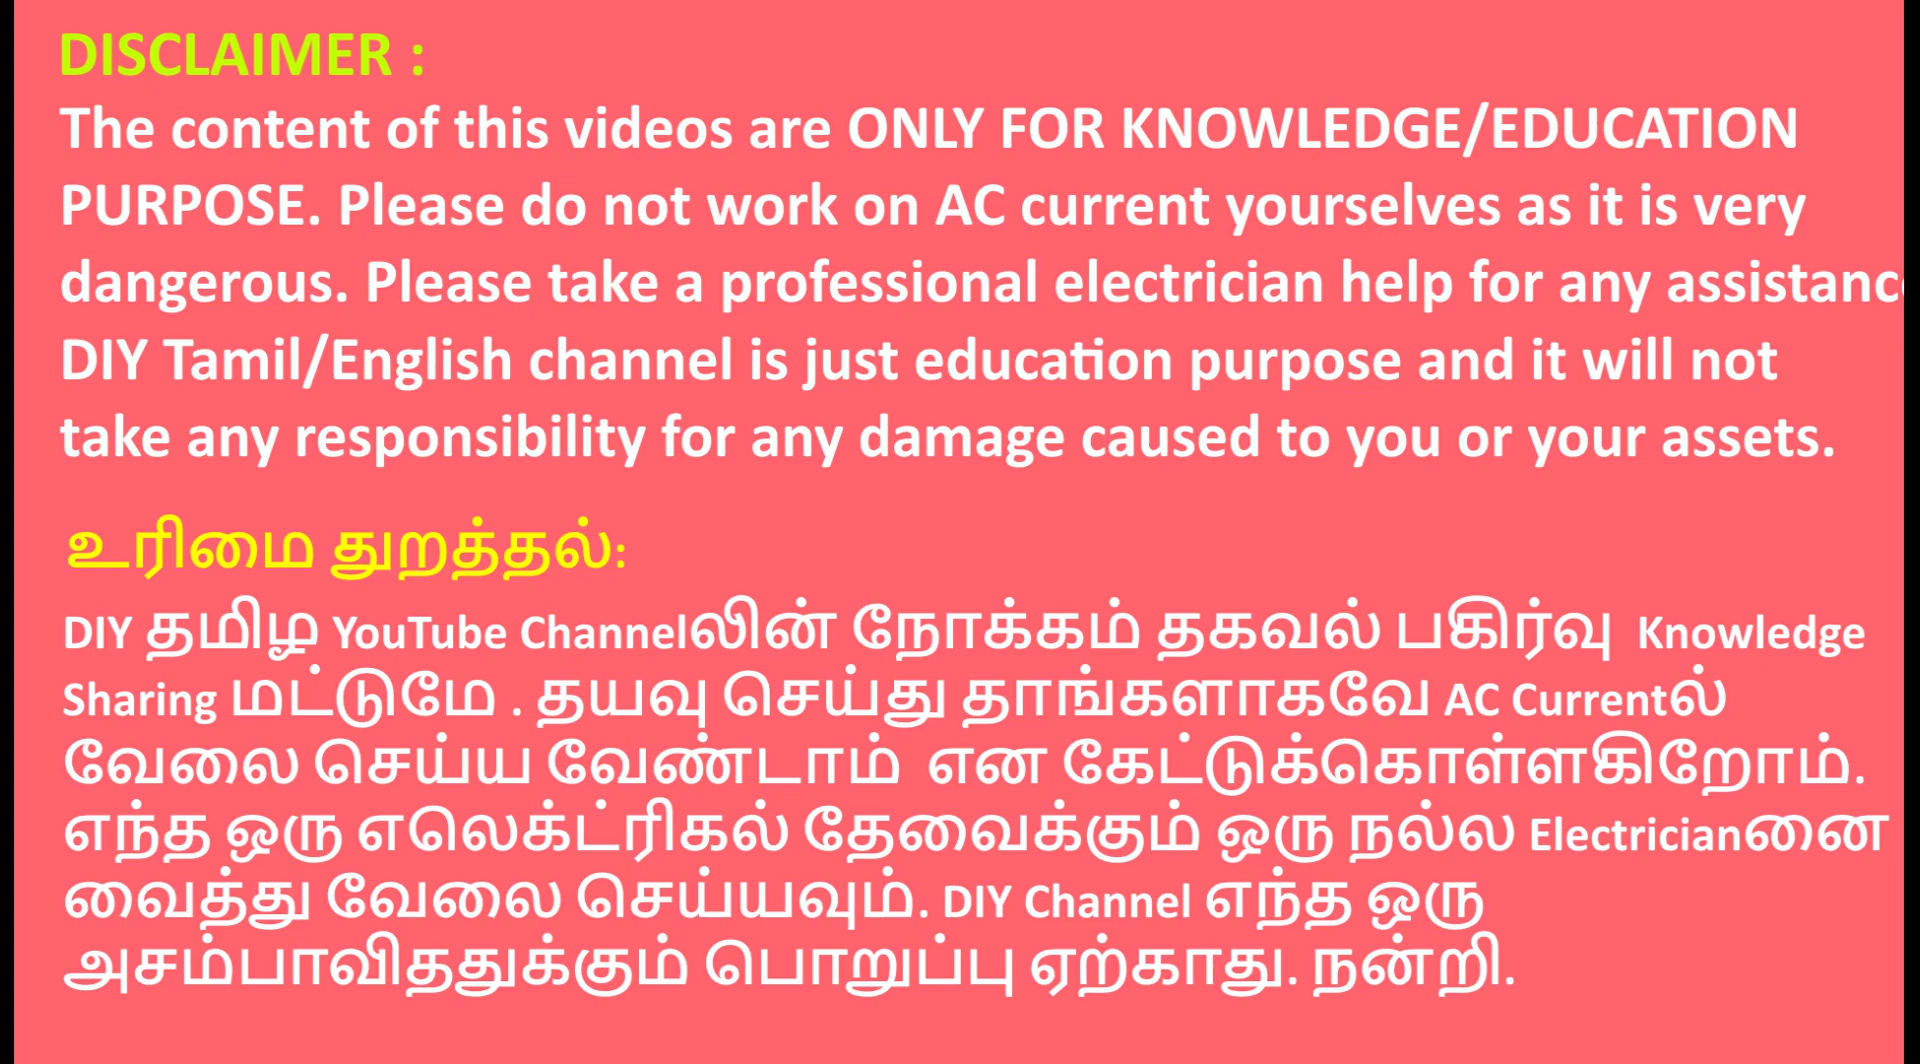 DISCLAIMER :
The content of this videos are ONLY FOR KNOWLEDGE/EDUCATION
PURPOSE. Please do not work on AC current yourselves as it is very
dangerous. Please take a professional electrician help for any assistanc
DIY Tamil/English channel is just education purpose and it will not
take any responsibility for any damage caused to you or your assets.
உரிமை துறத்தல்:
DIY தமிழ YouTube Channelலின் நோக்கம் தகவல் பகிர்வு Knowledge
Sharing மட்டுமே . தயவு செய்து தாங்களாகவே AC Currentல்
வேலை செய்ய வேண்டாம் என கேட்டுக்கொள்ளகிறோம்.
எந்த ஒரு எலெக்ட்ரிகல் தேவைக்கும் ஒரு நல்ல Electricianனை
வைத்து வேலை செய்யவும். DIY Channel எந்த ஒரு
அசம்பாவிததுக்கும் பொறுப்பு ஏற்காது. நன்றி.